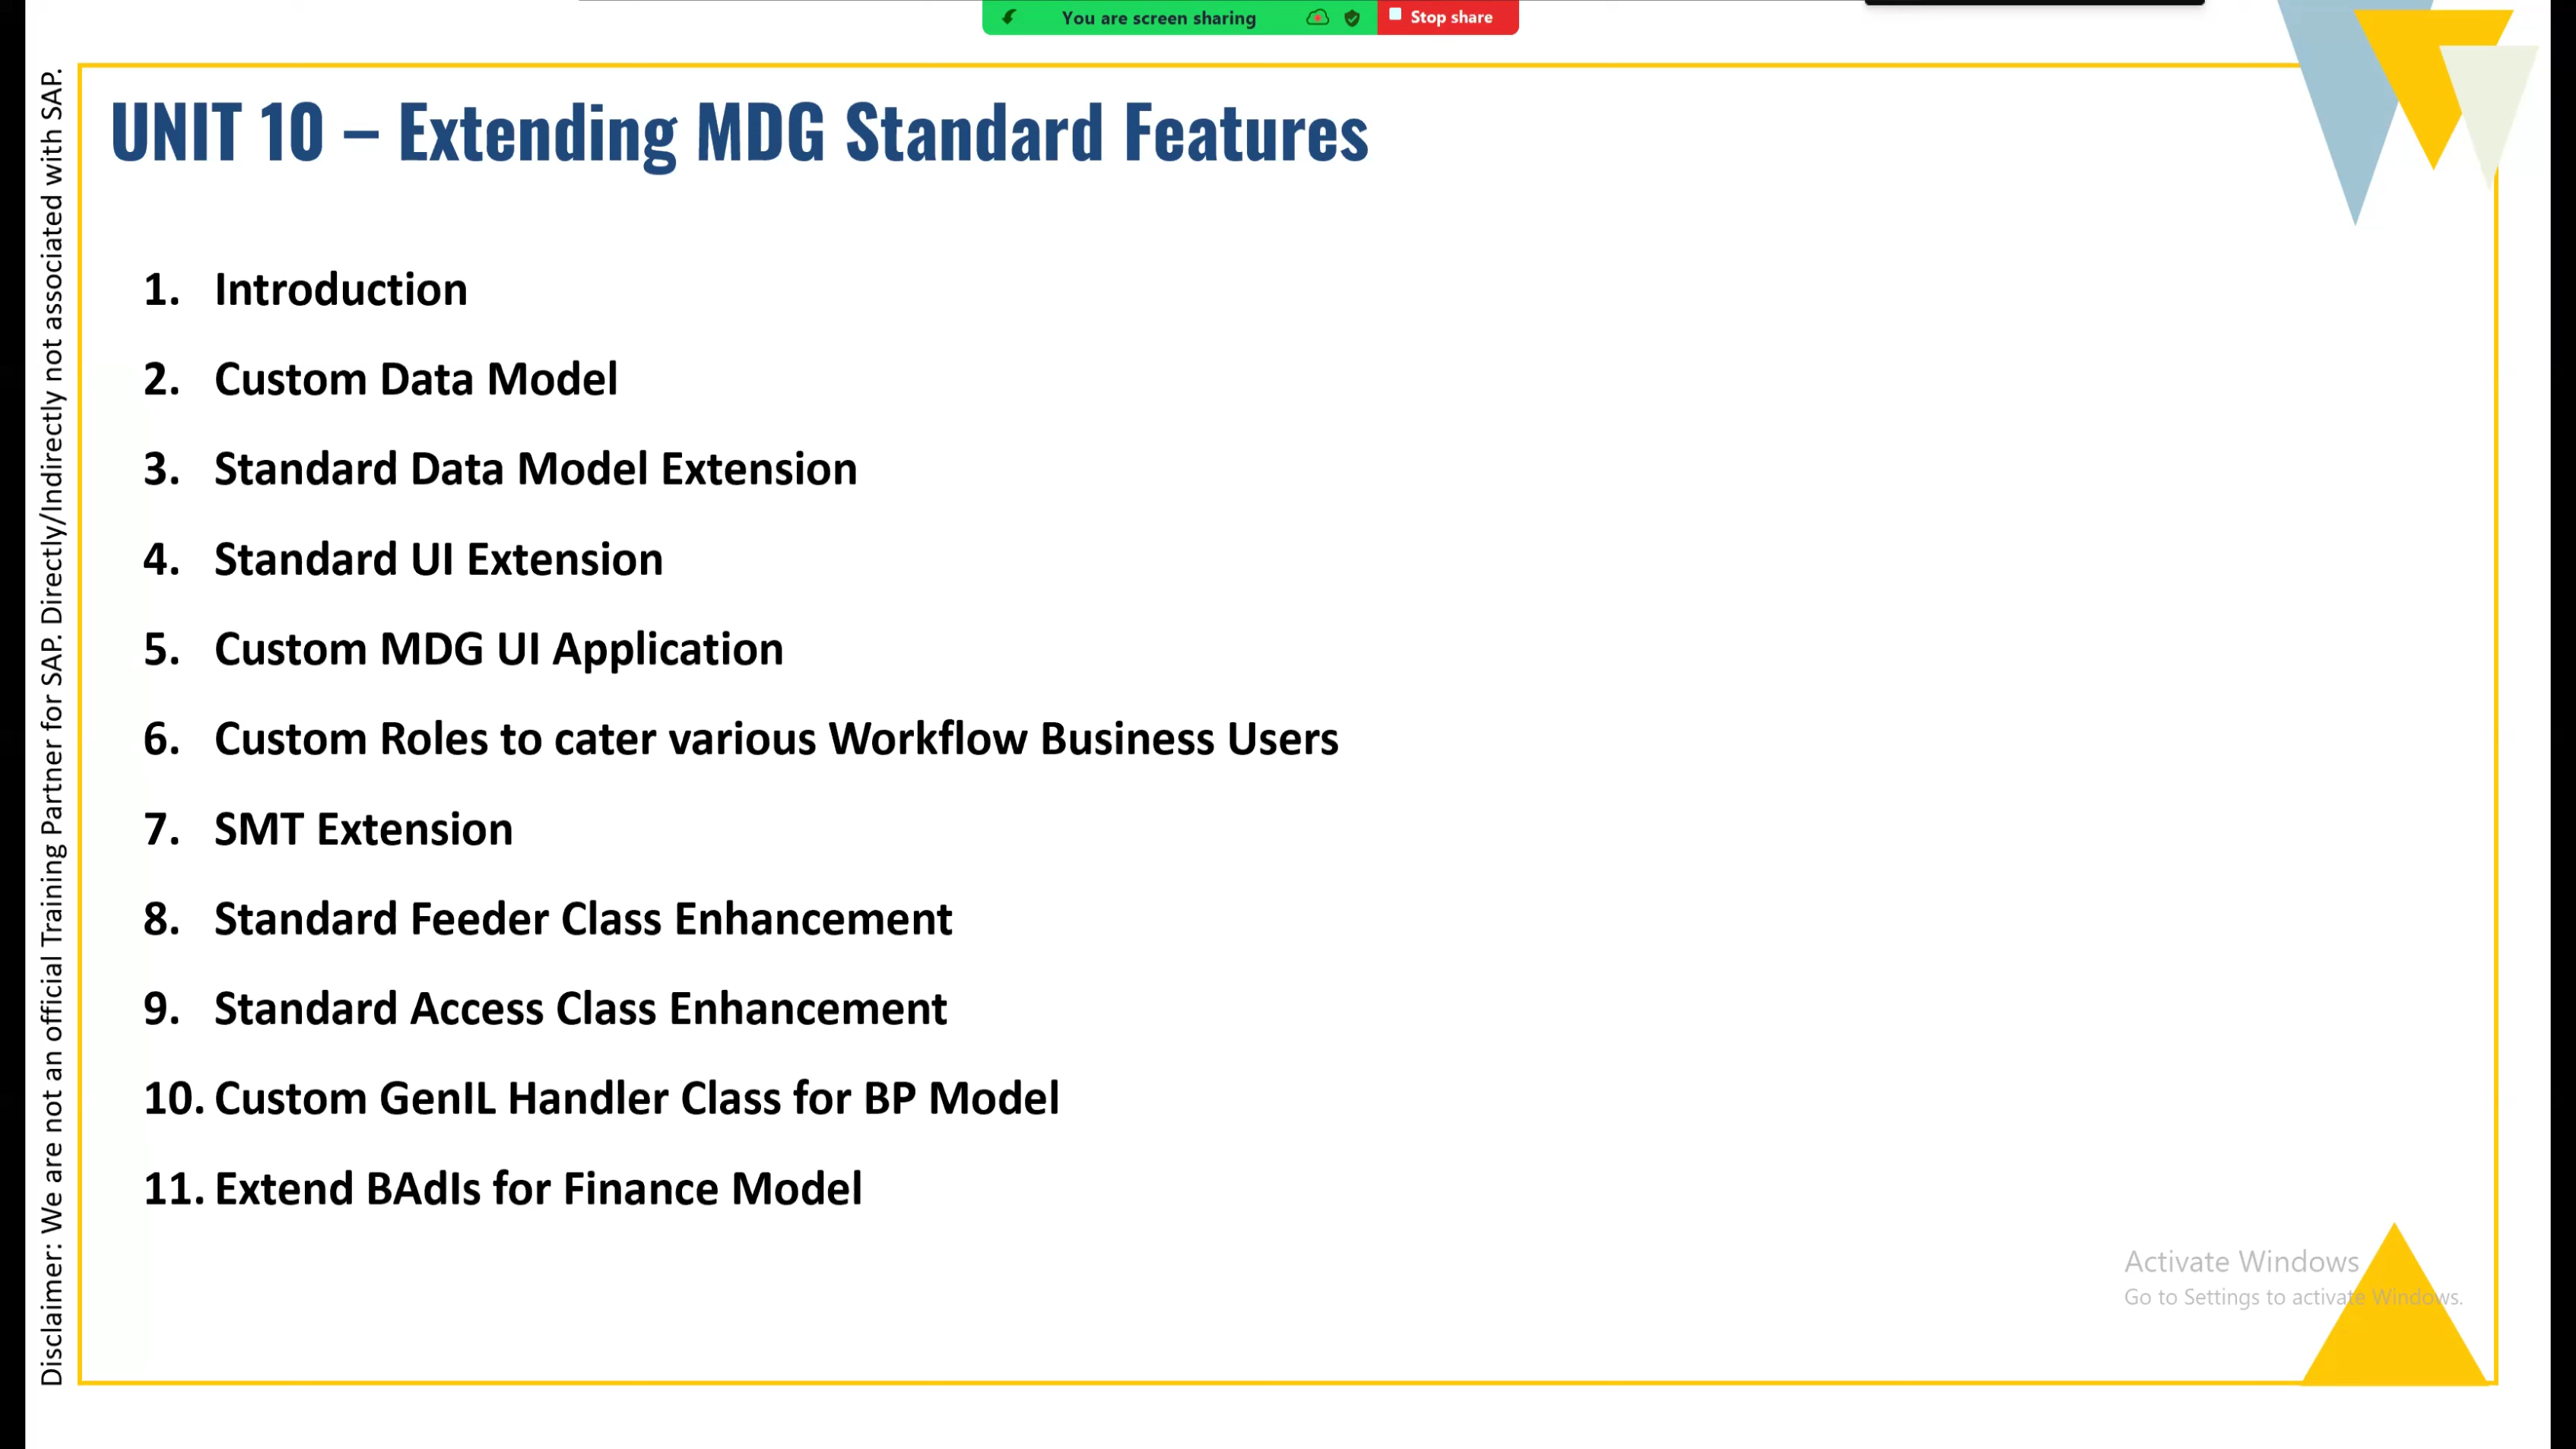 You are screen sharing
Stop share
UNIT 10 – Extending MDG Standard Features
1. Introduction
2. Custom Data Model
3. Standard Data Model Extension
4. Standard UI Extension
5. Custom MDG UI Application
6. Custom Roles to cater various Workflow Business Users
7. SMT Extension
8. Standard Feeder Class Enhancement
9. Standard Access Class Enhancement
10. Custom GenIL Handler Class for BP Model
11. Extend BAdIs for Finance Model
Disclaimer: We are not an official Training Partner for SAP. Directly/Indirectly not associated with SAP.
Activate Windows
Go to Settings to activate Windows.